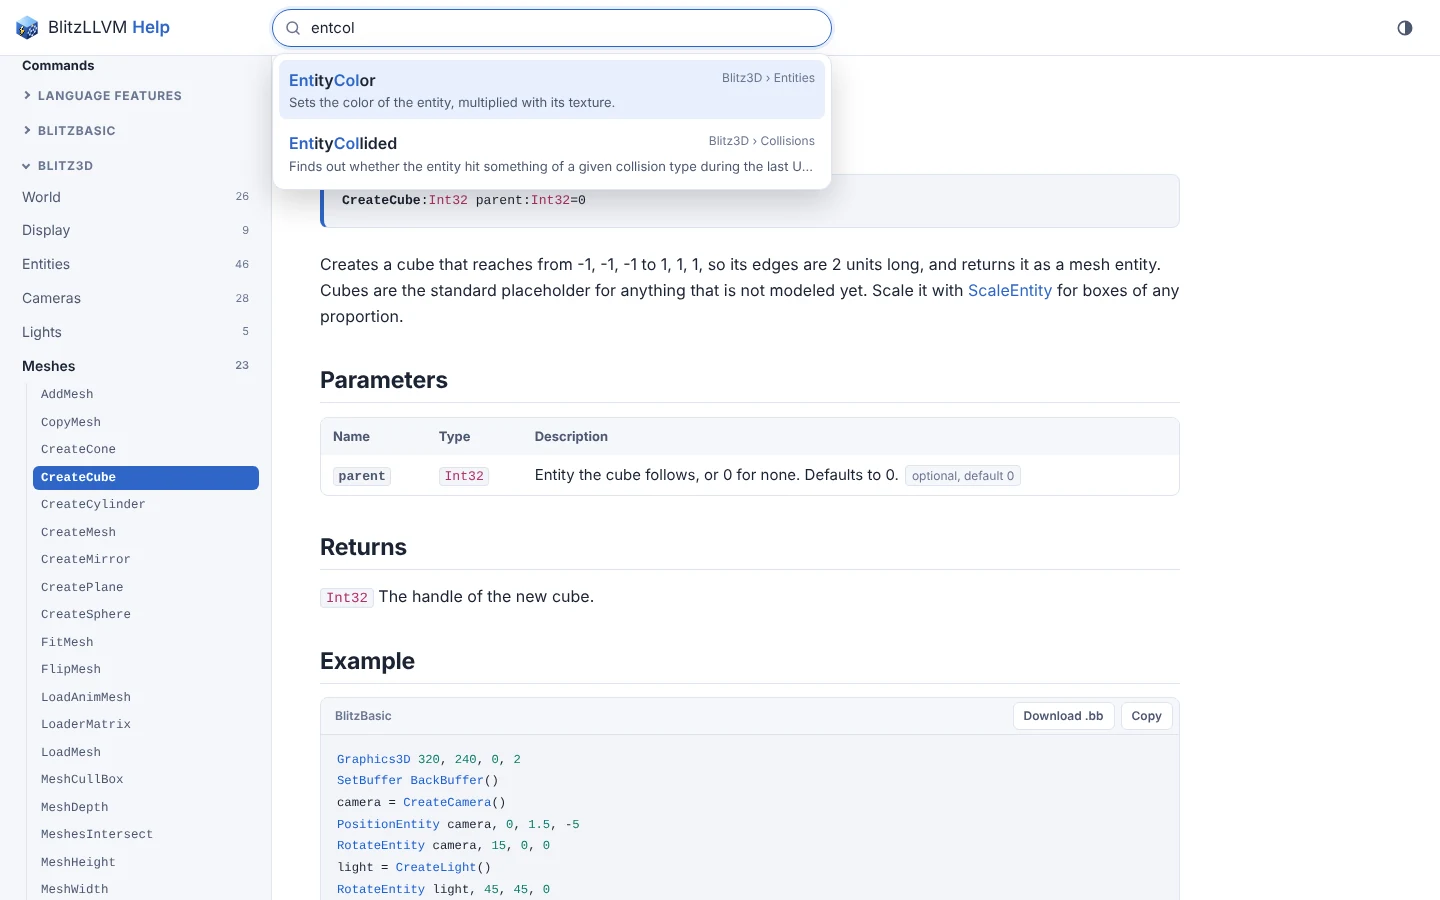 BlitzLLVM Help
entcol
EntityColor
Blitz3D › Entities
Sets the color of the entity, multiplied with its texture.
EntityCollided
Blitz3D › Collisions
Finds out whether the entity hit something of a given collision type during the last U...
Commands
LANGUAGE FEATURES
BLITZBASIC
BLITZ3D
World 26
Display 9
Entities 46
Cameras 28
Lights 5
Meshes 23
AddMesh
CopyMesh
CreateCone
CreateCube
CreateCylinder
CreateMesh
CreateMirror
CreatePlane
CreateSphere
FitMesh
FlipMesh
LoadAnimMesh
LoaderMatrix
LoadMesh
MeshCullBox
MeshDepth
MeshesIntersect
MeshHeight
MeshWidth
CreateCube:Int32 parent:Int32=0
Creates a cube that reaches from -1, -1, -1 to 1, 1, 1, so its edges are 2 units long, and returns it as a mesh entity.
Cubes are the standard placeholder for anything that is not modeled yet. Scale it with ScaleEntity for boxes of any
proportion.
Parameters
Name Type Description
parent Int32 Entity the cube follows, or 0 for none. Defaults to 0. optional, default 0
Returns
Int32 The handle of the new cube.
Example
BlitzBasic
Download .bb
Copy
Graphics3D 320, 240, 0, 2
SetBuffer BackBuffer()
camera = CreateCamera()
PositionEntity camera, 0, 1.5, -5
RotateEntity camera, 15, 0, 0
light = CreateLight()
RotateEntity light, 45, 45, 0